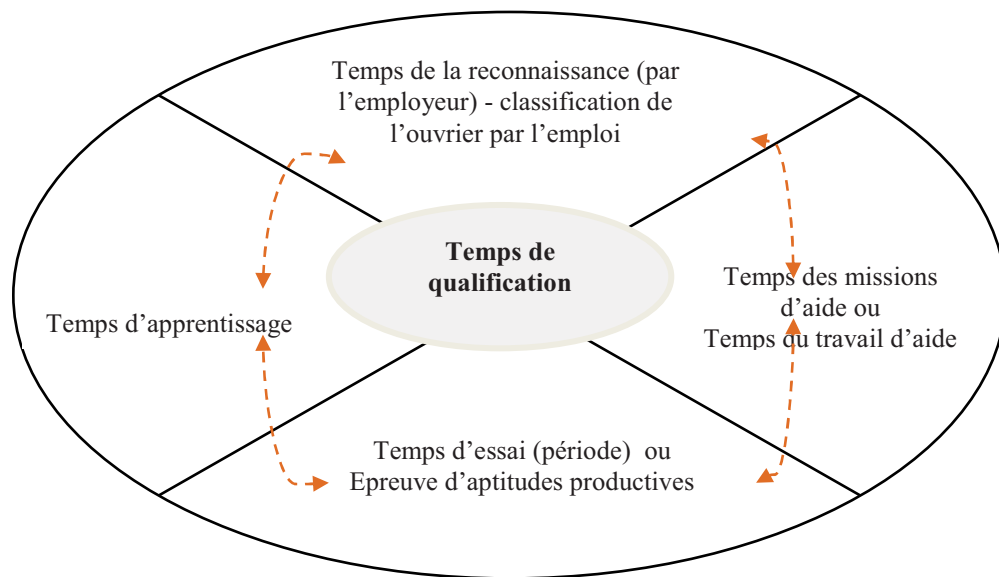 Temps de la reconnaissance (par
l’employeur) - classification de
l’ouvrier par l’emploi
Temps de
qualification
Temps d’apprentissage
Temps des missions
d’aide ou
Temps du travail d’aide
Temps d’essai (période) ou
Epreuve d’aptitudes productives